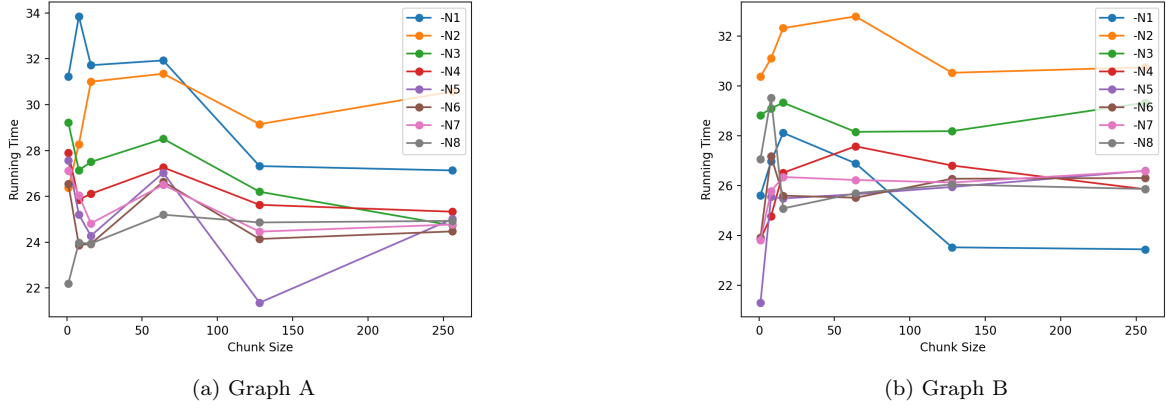 34
32
30
28
26
24
22
Running Time
0
50
100
150
200
250
Chunk Size
-N1
-N2
-N3
-N4
-N5
-N6
-N7
-N8
(a) Graph A
32
30
28
26
24
22
Running Time
0
50
100
150
200
250
Chunk Size
-N1
-N2
-N3
-N4
-N5
-N6
-N7
-N8
(b) Graph B